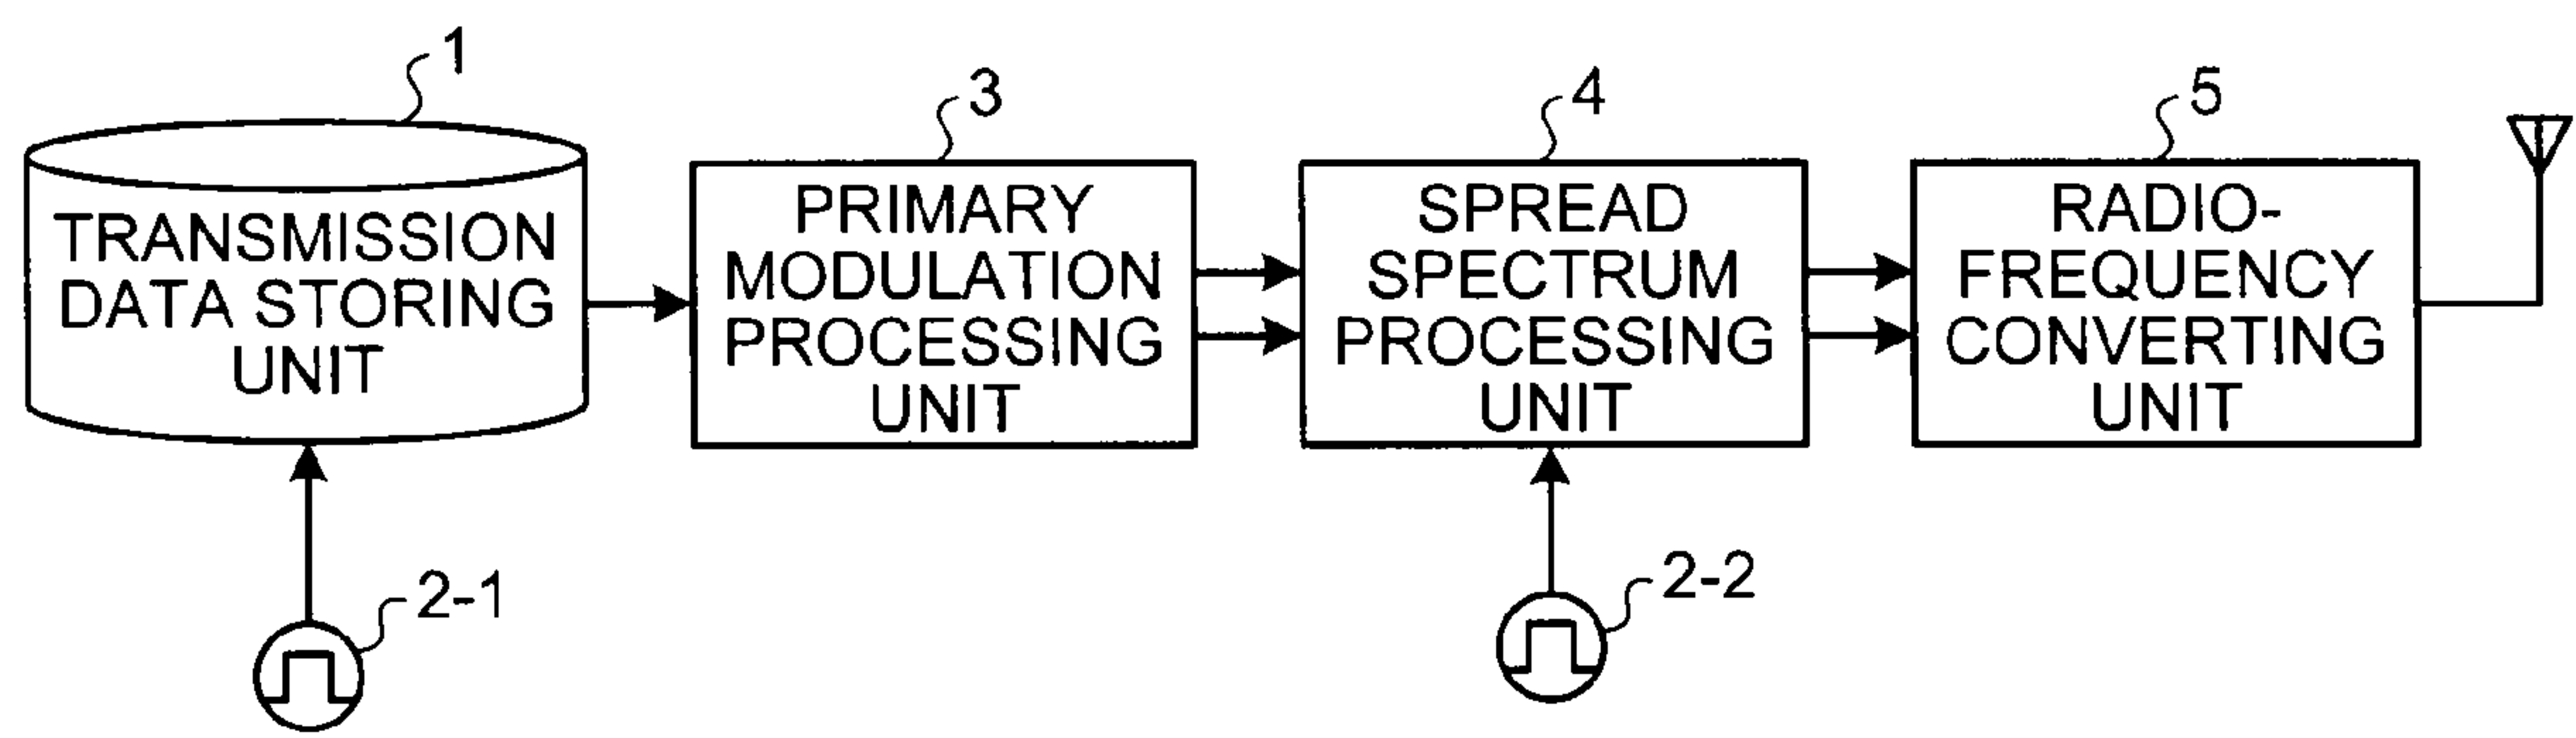 1
3
4
5
TRANSMISSION
DATA STORING
UNIT
PRIMARY
MODULATION
PROCESSING
UNIT
SPREAD
SPECTRUM
PROCESSING
UNIT
RADIO-
FREQUENCY
CONVERTING
UNIT
2-1
2-2